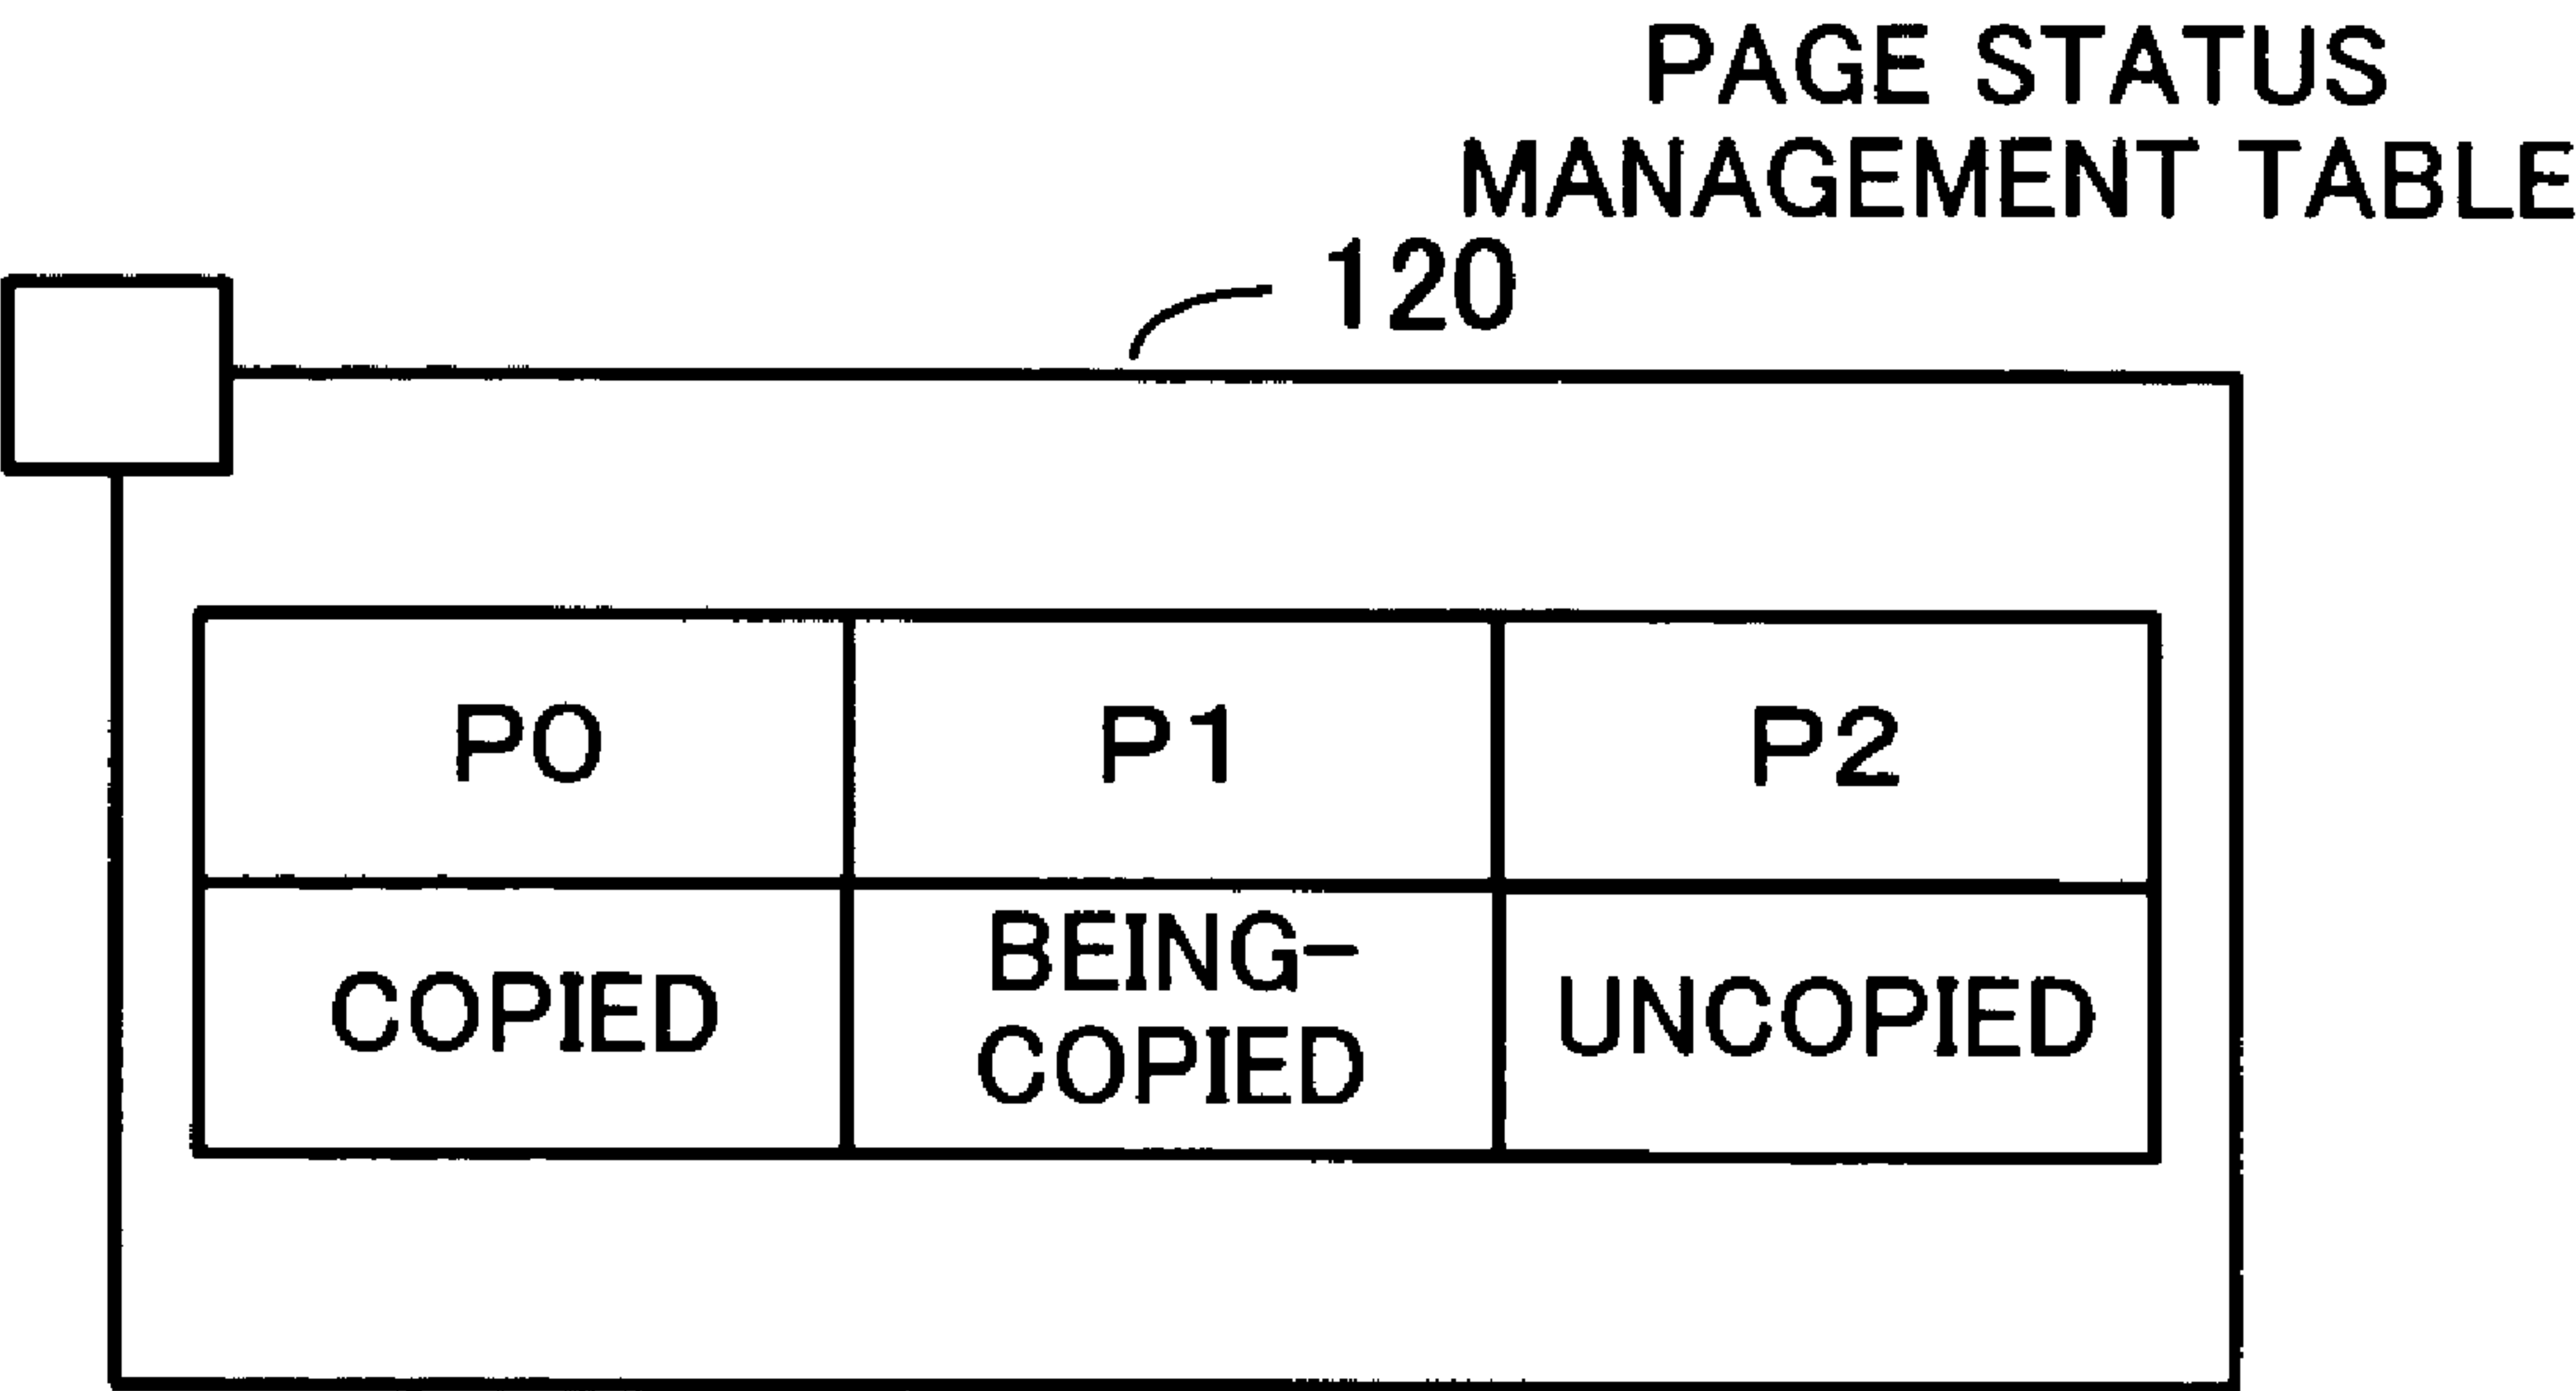 PAGE STATUS
MANAGEMENT TABLE
120
P0
P1
P2
COPIED
BEING-
COPIED
UNCOPIED